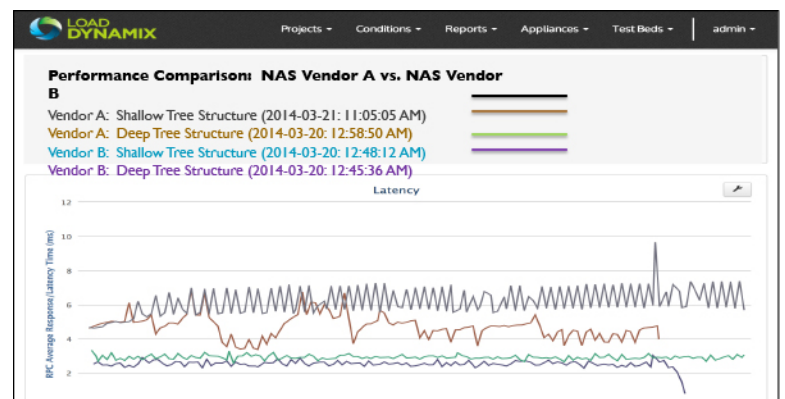 LOAD
DYNAMIX
Projects Conditions Reports Appliances Test Beds admin
Performance Comparison: NAS Vendor A vs. NAS Vendor
B
Vendor A: Shallow Tree Structure (2014-03-21: 11:05:05 AM)
Vendor A: Deep Tree Structure (2014-03-20: 12:58:50 AM)
Vendor B: Shallow Tree Structure (2014-03-20: 12:48:12 AM)
Vendor B: Deep Tree Structure (2014-03-20: 12:45:36 AM)
Latency
RPC Average Response/Latency Time (ms)
12
10
8
6
4
2